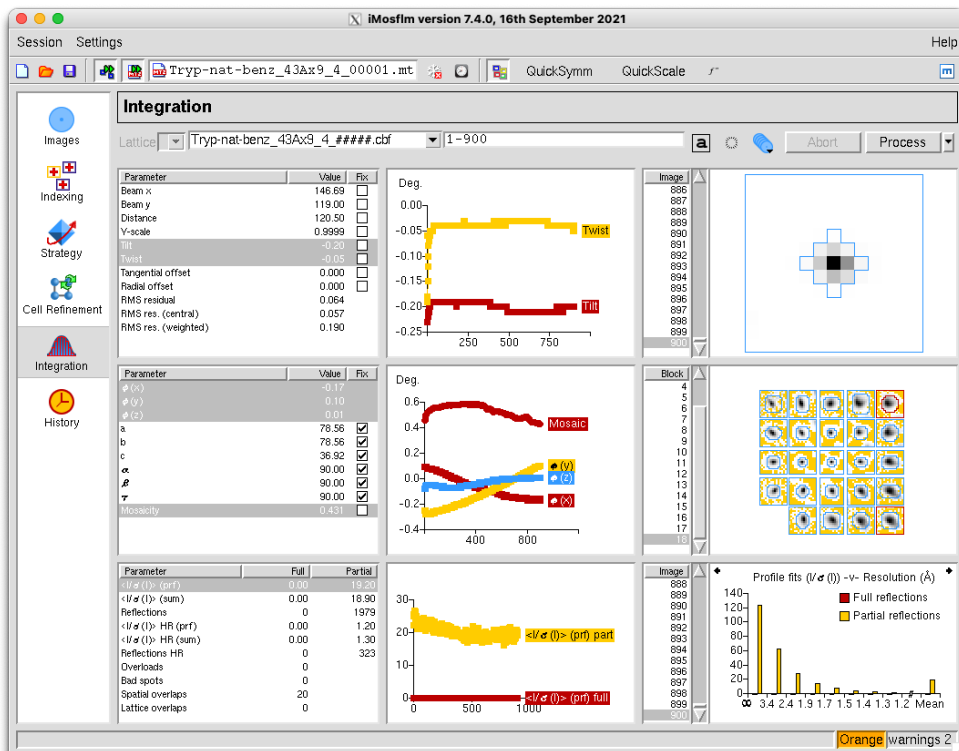 iMosflm version 7.4.0, 16th September 2021
Session Settings Help
Tryp-nat-benz_43Ax9_4_00001.mt QuickSymm QuickScale
Integration
Images
Indexing
Strategy
Cell Refinement
Integration
History
Lattice Tryp-nat-benz_43Ax9_4_#####.cbf 1-900 a Abort Process
Parameter Value Fix
Beam x 146.69
Beam y 119.00
Distance 120.50
Y-scale 0.9999
Tilt -0.20
Twist -0.05
Tangential offset 0.000
Radial offset 0.000
RMS residual 0.064
RMS res. (central) 0.057
RMS res. (weighted) 0.190
Deg.
0.00
-0.05
-0.10
-0.15
-0.20
-0.25
250 500 750
Twist
Tilt
Image
886
887
888
889
890
891
892
893
894
895
896
897
898
899
900
Parameter Value Fix
ϕ (x) -0.17
ϕ (y) 0.10
ϕ (z) 0.01
a 78.56
b 78.56
c 36.92
α 90.00
β 90.00
τ 90.00
Mosaicity 0.431
Deg.
0.6
0.4
0.2
0.0
-0.2
-0.4
400 800
Mosaic
ϕ (y)
ϕ (z)
ϕ (x)
Block
4
5
6
7
8
9
10
11
12
13
14
15
16
17
18
Parameter Full Partial
<I/σ (I)> (prf) 0.00 19.20
<I/σ (I)> (sum) 0.00 18.90
Reflections 0 1979
<I/σ (I)> HR (prf) 0.00 1.20
<I/σ (I)> HR (sum) 0.00 1.30
Reflections HR 0 323
Overloads 0
Bad spots 0
Spatial overlaps 20
Lattice overlaps 0
30
20
10
0
0 500 1000
<I/σ (I)> (prf) part
<I/σ (I)> (prf) full
Image
888
889
890
891
892
893
894
895
896
897
898
899
900
Profile fits (I/σ (I)) -v- Resolution (Å)
Full reflections
Partial reflections
140
120
100
80
60
40
20
0
∞ 3.4 2.4 1.9 1.7 1.5 1.4 1.3 1.2 Mean
Orange warnings 2